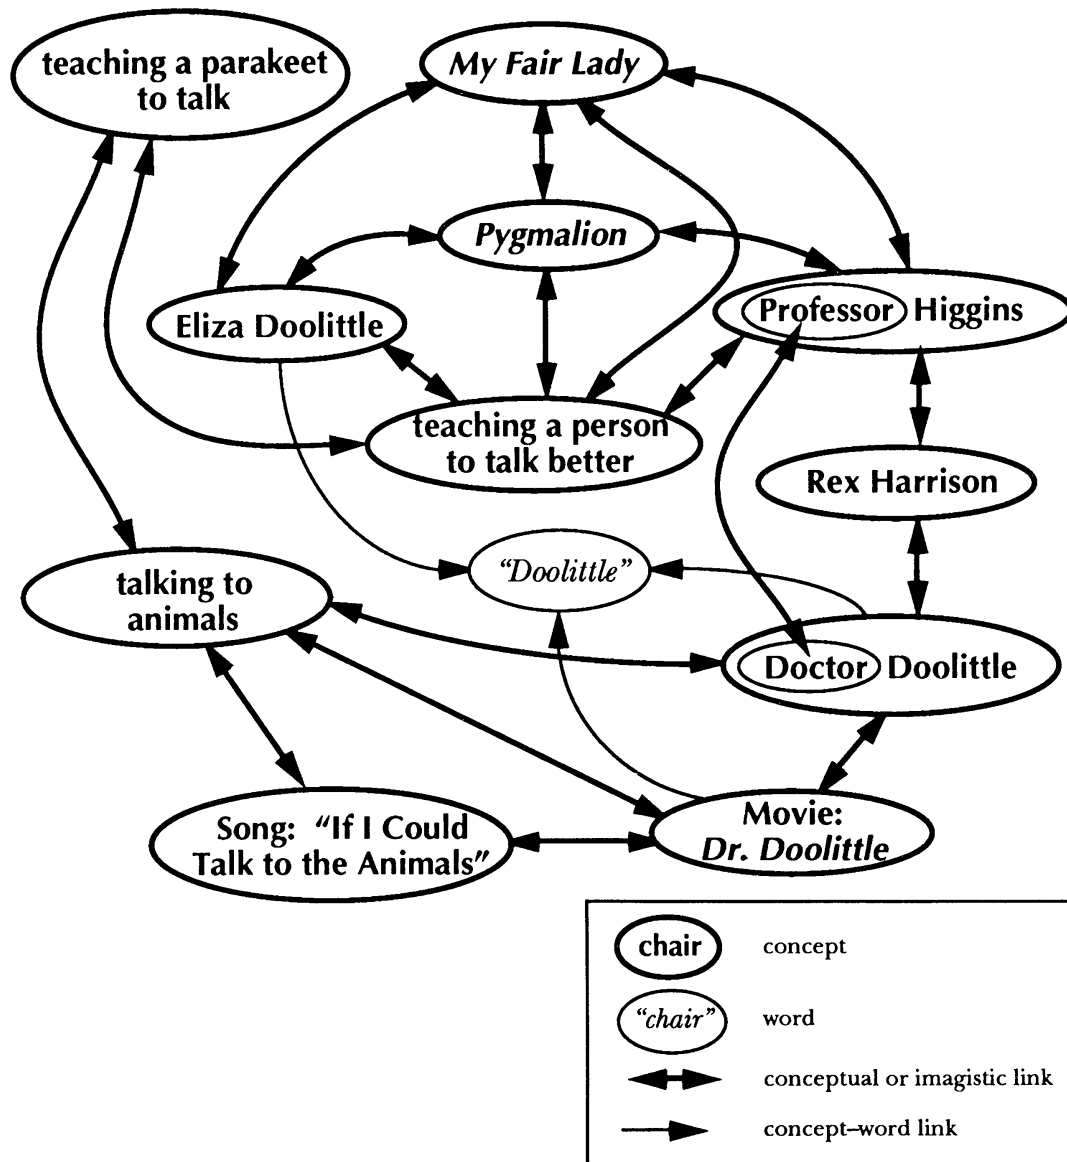 teaching a parakeet
to talk
My Fair Lady
Pygmalion
Eliza Doolittle
Professor Higgins
teaching a person
to talk better
Rex Harrison
“Doolittle”
talking to
animals
Doctor Doolittle
Song: “If I Could
Talk to the Animals”
Movie:
Dr. Doolittle
chair concept
“chair” word
conceptual or imagistic link
concept–word link